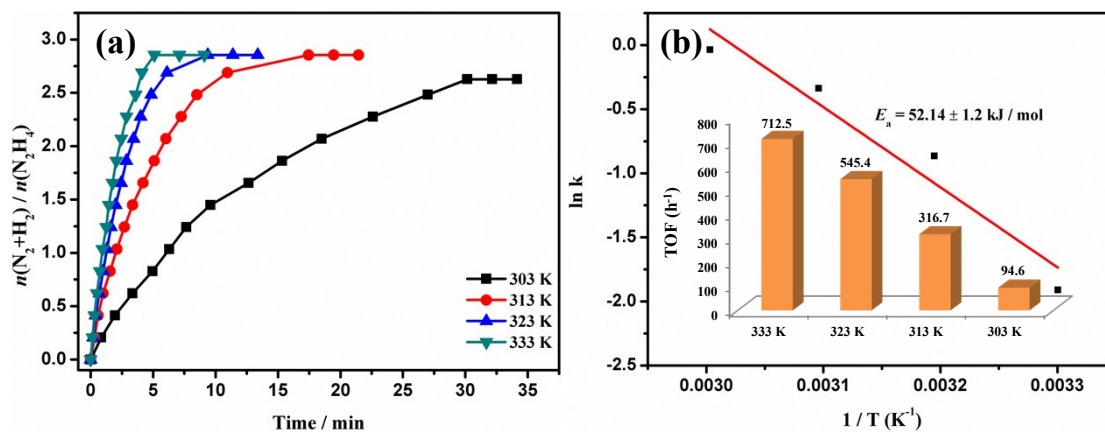 (a)
n(N₂+H₂) / n(N₂H₄)
3.0
2.5
2.0
1.5
1.0
0.5
0.0
303 K
313 K
323 K
333 K
0 5 10 15 20 25 30 35
Time / min
(b)
ln k
0.0
-0.5
-1.0
-1.5
-2.0
-2.5
Eₐ = 52.14 ± 1.2 kJ / mol
TOF (h⁻¹)
800
700
600
500
400
300
200
100
0
712.5
545.4
316.7
94.6
333 K 323 K 313 K 303 K
0.0030 0.0031 0.0032 0.0033
1 / T (K⁻¹)